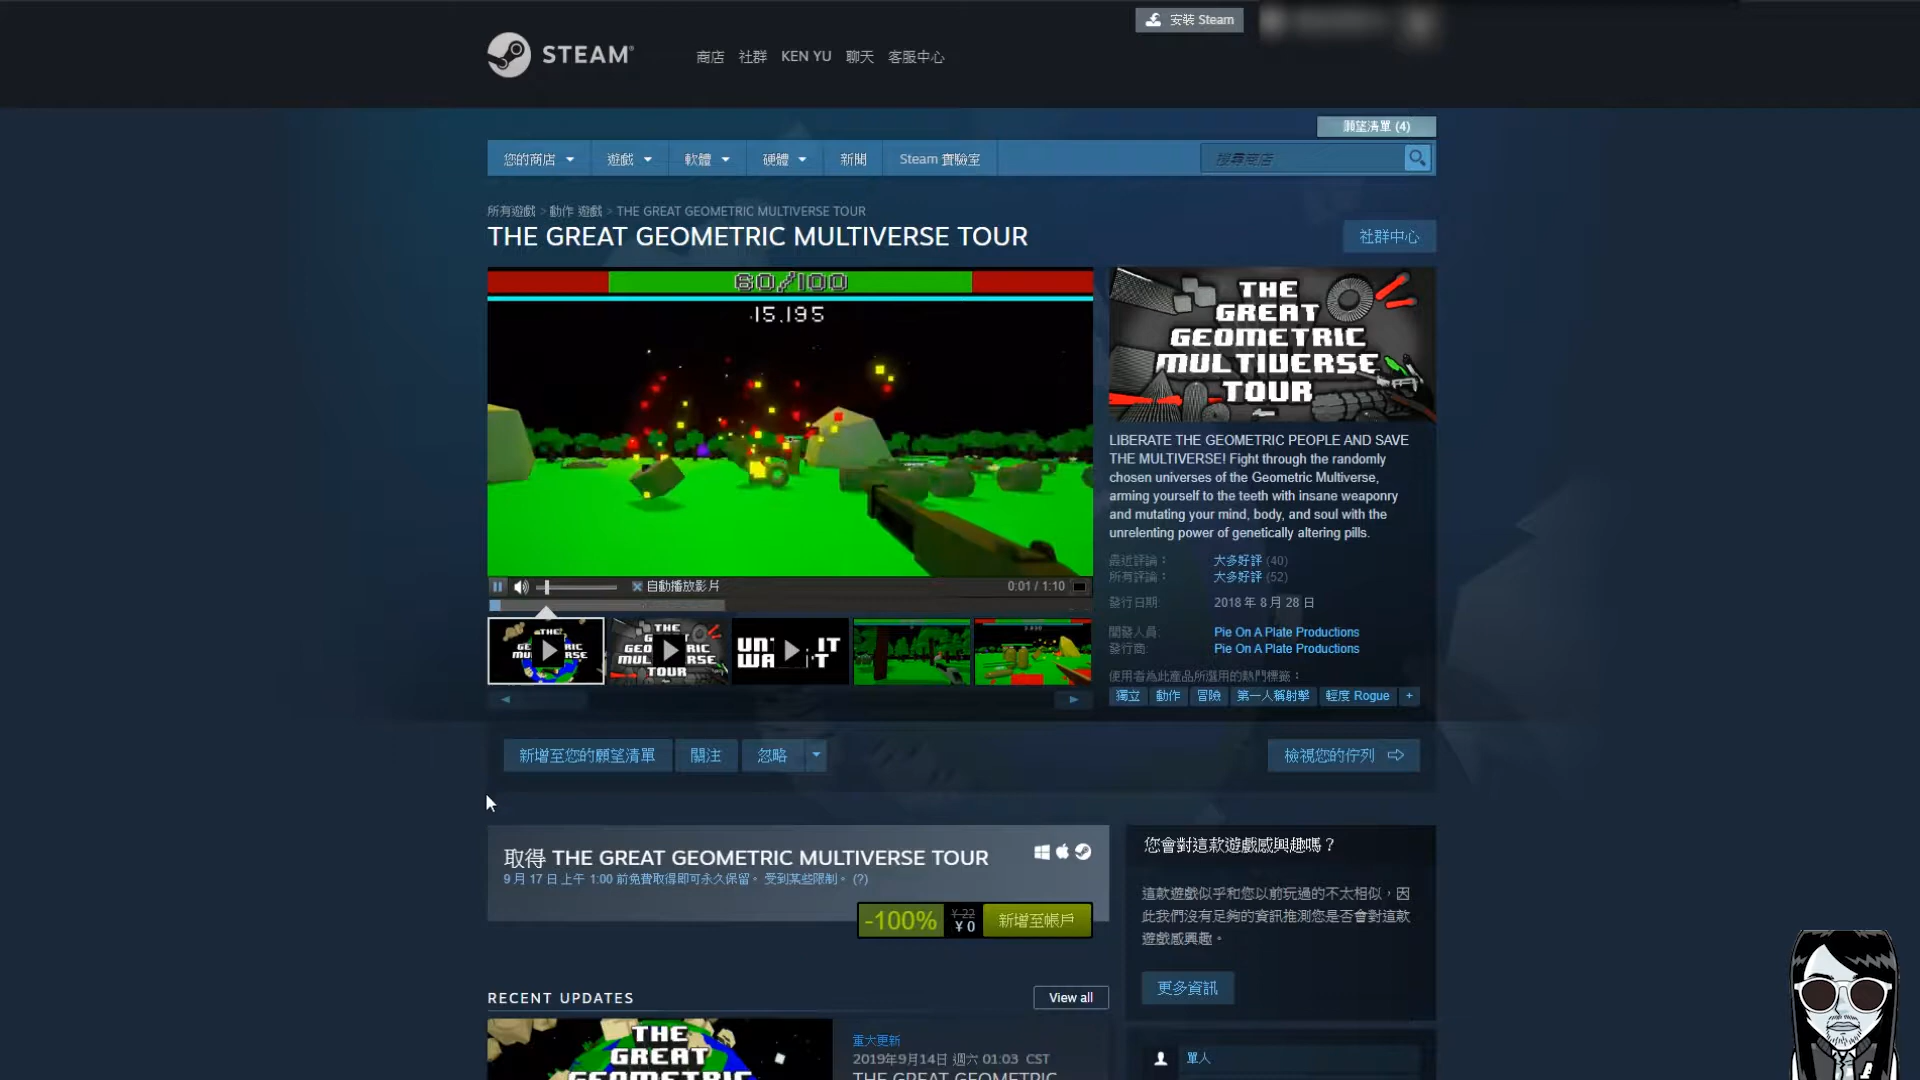 安裝 Steam
STEAM®
商店 社群 KEN YU 聊天 客服中心
願望清單 (4)
您的商店 遊戲 軟體 硬體 新聞 Steam 實驗室
搜尋商店
所有遊戲 > 動作 遊戲 > THE GREAT GEOMETRIC MULTIVERSE TOUR
THE GREAT GEOMETRIC MULTIVERSE TOUR
社群中心
60/100
15.195
THE
GREAT
GEOMETRIC
MULTIVERSE
TOUR
LIBERATE THE GEOMETRIC PEOPLE AND SAVE
THE MULTIVERSE! Fight through the randomly
chosen universes of the Geometric Multiverse,
arming yourself to the teeth with insane weaponry
and mutating your mind, body, and soul with the
unrelenting power of genetically altering pills.
最近評論： 大多好評 (40)
所有評論： 大多好評 (52)
發行日期: 2018 年 8 月 28 日
開發人員: Pie On A Plate Productions
發行商: Pie On A Plate Productions
使用者為此產品所選用的熱門標籤：
獨立 動作 冒險 第一人稱射擊 輕度 Rogue +
自動播放影片
0:01 / 1:10
新增至您的願望清單 關注 忽略
檢視您的佇列
取得 THE GREAT GEOMETRIC MULTIVERSE TOUR
9 月 17 日 上午 1:00 前免費取得即可永久保留。 受到某些限制。 (?)
-100% ¥ 22 ¥ 0 新增至帳戶
您會對這款遊戲感興趣嗎？
這款遊戲似乎和您以前玩過的不太相似，因
此我們沒有足夠的資訊推測您是否會對這款
遊戲感興趣。
更多資訊
RECENT UPDATES
View all
THE
GREAT
GEOMETRIC
重大更新
2019年9月14日 週六 01:03 CST
THE GREAT GEOMETRIC
單人